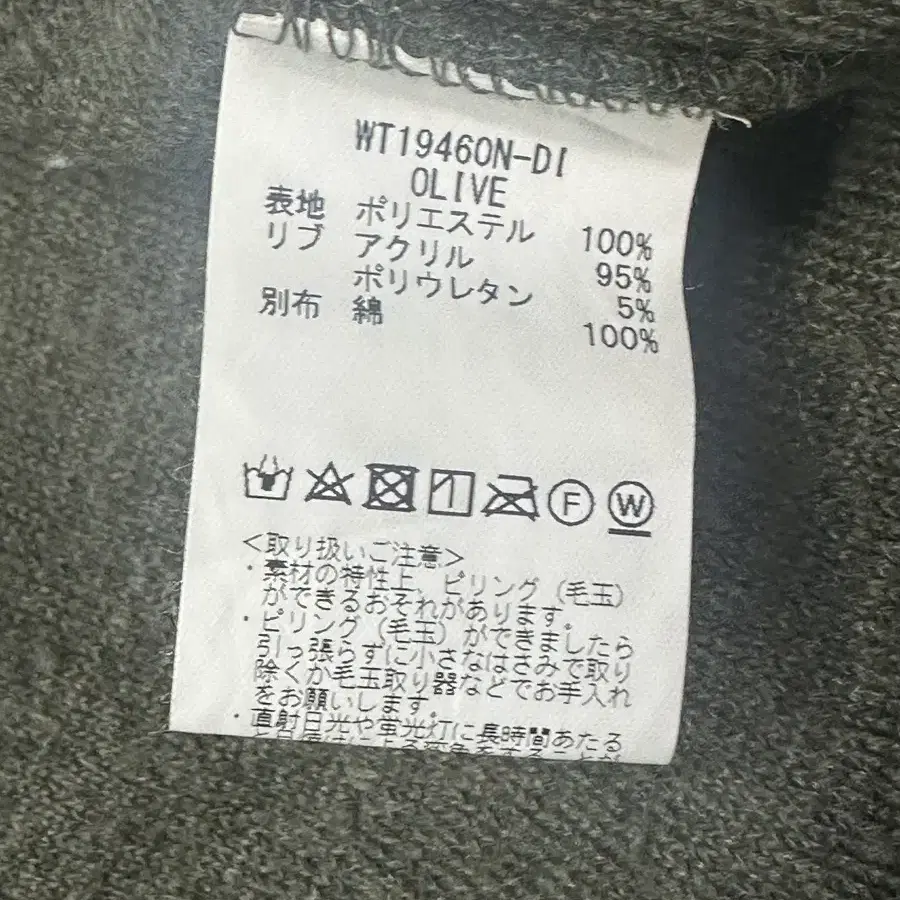 WT19460N-DI
OLIVE
表地 ポリエステル 100%
リブ アクリル 95%
ポリウレタン 5%
別布 綿 100%
F W
<取り扱いご注意>
・素材の特性上、ピリング(毛玉)
ができるおそれがあります。
・ピリング(毛玉)ができましたら
引っ張らずに小さなはさみで取り
除くか毛玉取り器などでお手入れ
をお願いします。
・直射日光や蛍光灯に長時間あたる